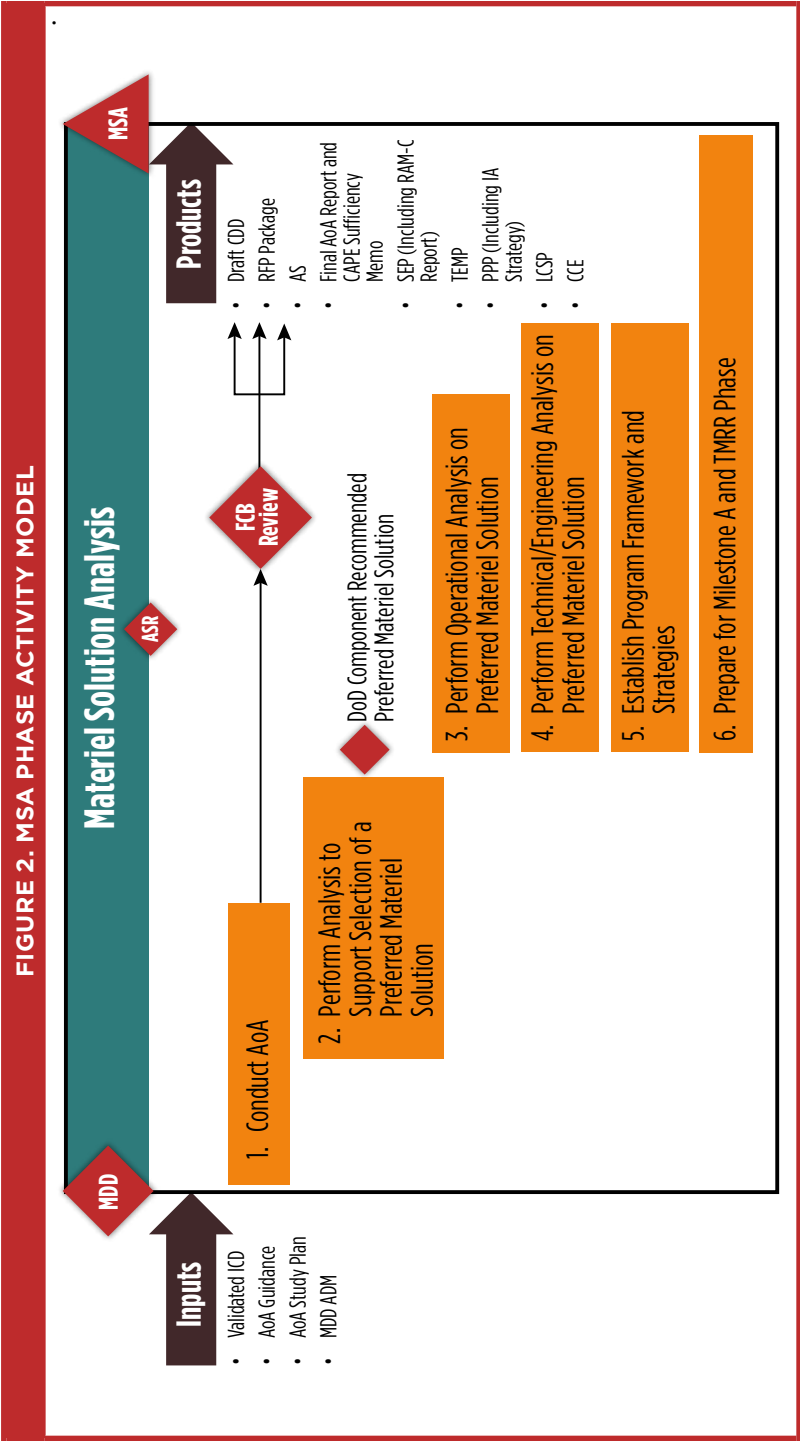 FIGURE 2. MSA PHASE ACTIVITY MODEL
MDD
Materiel Solution Analysis
MSA
ASR
Inputs
• Validated ICD
• AoA Guidance
• AoA Study Plan
• MDD ADM
1. Conduct AoA
FCB
Review
2. Perform Analysis to
Support Selection of a
Preferred Materiel
Solution
DoD Component Recommended
Preferred Materiel Solution
3. Perform Operational Analysis on
Preferred Materiel Solution
4. Perform Technical/Engineering Analysis on
Preferred Materiel Solution
5. Establish Program Framework and
Strategies
6. Prepare for Milestone A and TMRR Phase
Products
• Draft CDD
• RFP Package
• AS
• Final AoA Report and
CAPE Sufficiency
Memo
• SEP (Including RAM-C
Report)
• TEMP
• PPP (Including IA
Strategy)
• LCSP
• CCE